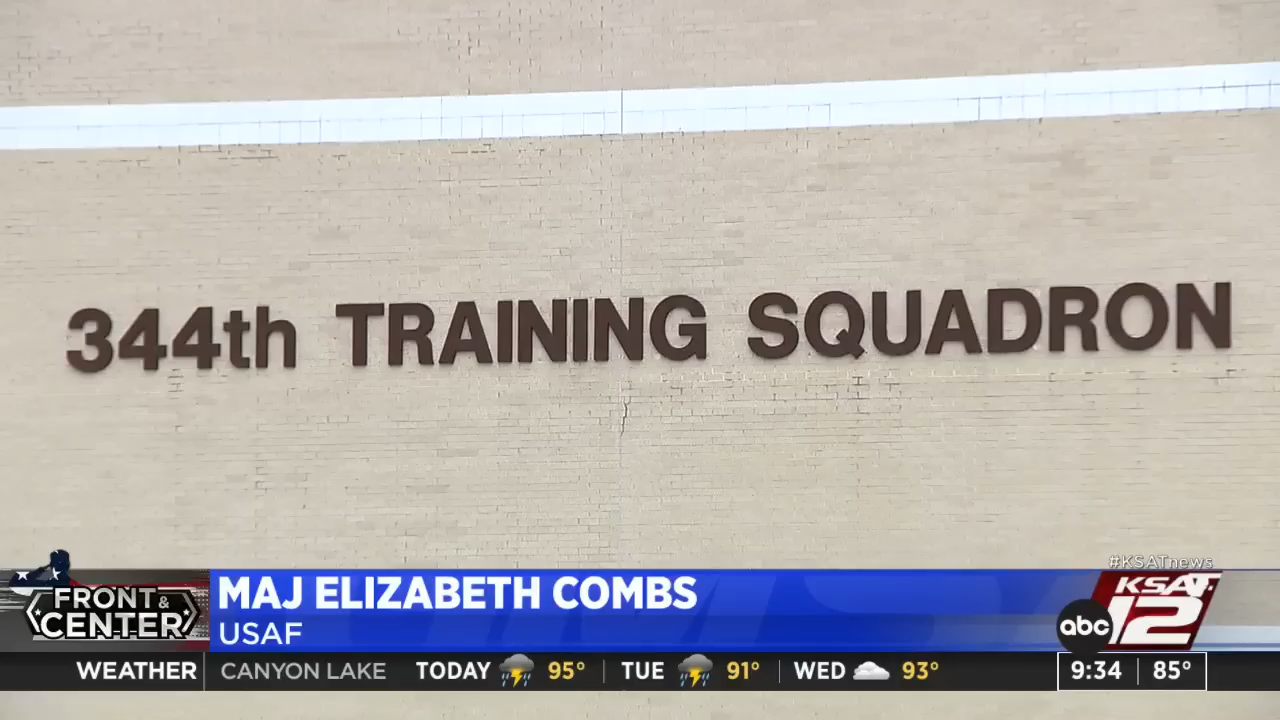 344th TRAINING SQUADRON
#KSATnews
FRONT &
CENTER
MAJ ELIZABETH COMBS
USAF
abc
KSAT
12
WEATHER CANYON LAKE TODAY 95° TUE 91° WED 93° 9:34 85°